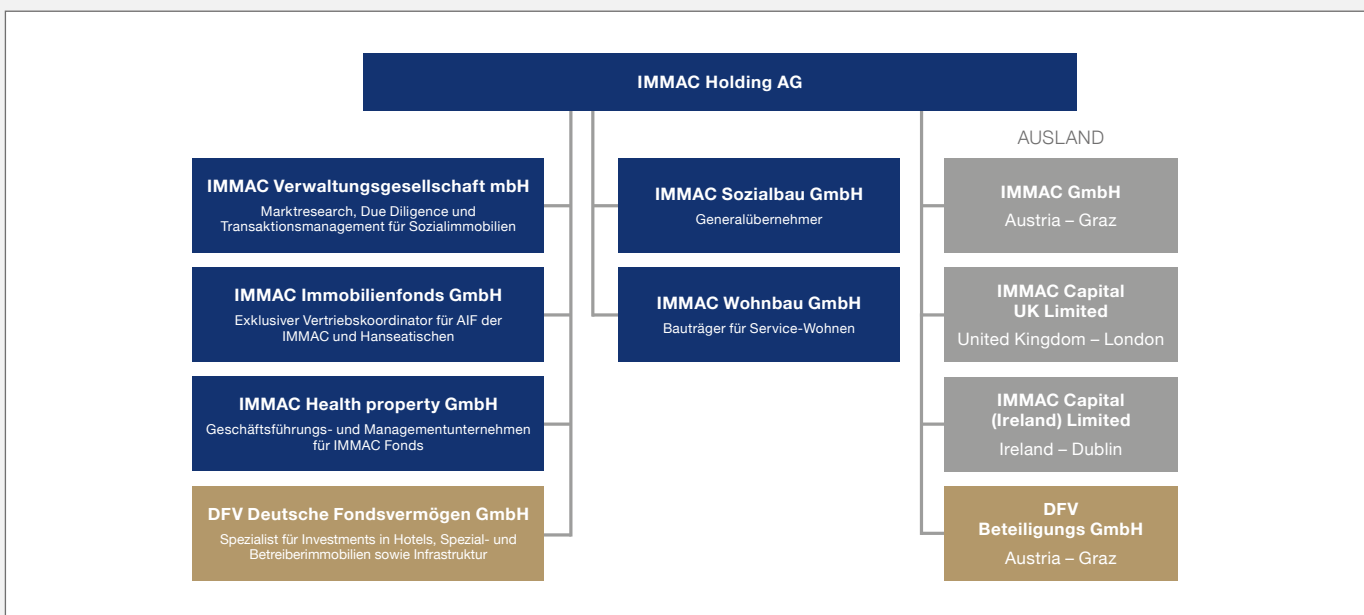 IMMAC Holding AG
IMMAC Verwaltungsgesellschaft mbH
Marktresearch, Due Diligence und
Transaktionsmanagement für Sozialimmobilien
IMMAC Immobilienfonds GmbH
Exklusiver Vertriebskoordinator für AIF der
IMMAC und Hanseatischen
IMMAC Health property GmbH
Geschäftsführungs- und Managementunternehmen
für IMMAC Fonds
DFV Deutsche Fondsvermögen GmbH
Spezialist für Investments in Hotels, Spezial- und
Betreiberimmobilien sowie Infrastruktur
IMMAC Sozialbau GmbH
Generalübernehmer
IMMAC Wohnbau GmbH
Bauträger für Service-Wohnen
AUSLAND
IMMAC GmbH
Austria – Graz
IMMAC Capital
UK Limited
United Kingdom – London
IMMAC Capital
(Ireland) Limited
Ireland – Dublin
DFV
Beteiligungs GmbH
Austria – Graz